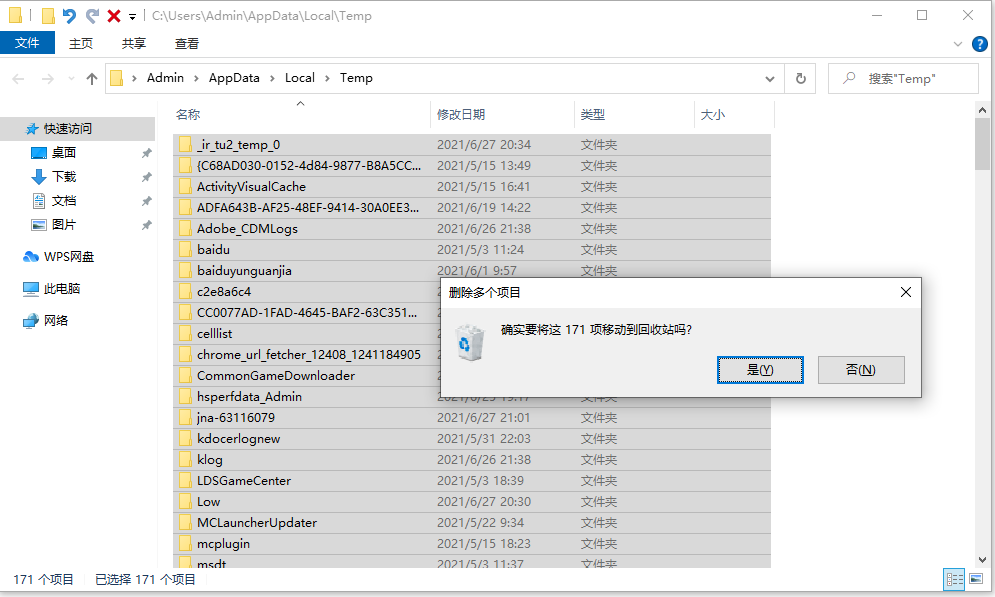 C:\Users\Admin\AppData\Local\Temp
文件 主页 共享 查看
Admin > AppData > Local > Temp 搜索"Temp"
名称 修改日期 类型 大小
快速访问
桌面
下载
文档
图片
WPS网盘
此电脑
网络
_ir_tu2_temp_0 2021/6/27 20:34 文件夹
{C68AD030-0152-4d84-9877-B8A5CC... 2021/5/15 13:49 文件夹
ActivityVisualCache 2021/5/15 16:41 文件夹
ADFA643B-AF25-48EF-9414-30A0EE3... 2021/6/19 14:22 文件夹
Adobe_CDMLogs 2021/6/26 21:38 文件夹
baidu 2021/5/3 11:24 文件夹
baiduyunguanjia 2021/6/1 9:57 文件夹
c2e8a6c4
CC0077AD-1FAD-4645-BAF2-63C351...
celllist
chrome_url_fetcher_12408_1241184905
CommonGameDownloader
hsperfdata_Admin
jna-63116079 2021/6/27 21:01 文件夹
kdocerlognew 2021/5/31 22:03 文件夹
klog 2021/6/26 21:38 文件夹
LDSGameCenter 2021/5/3 18:39 文件夹
Low 2021/6/27 20:30 文件夹
MCLauncherUpdater 2021/5/22 9:34 文件夹
mcplugin 2021/5/15 18:23 文件夹
msdt 2021/5/3 11:37 文件夹
删除多个项目
确实要将这 171 项移动到回收站吗?
是(Y) 否(N)
171 个项目 已选择 171 个项目